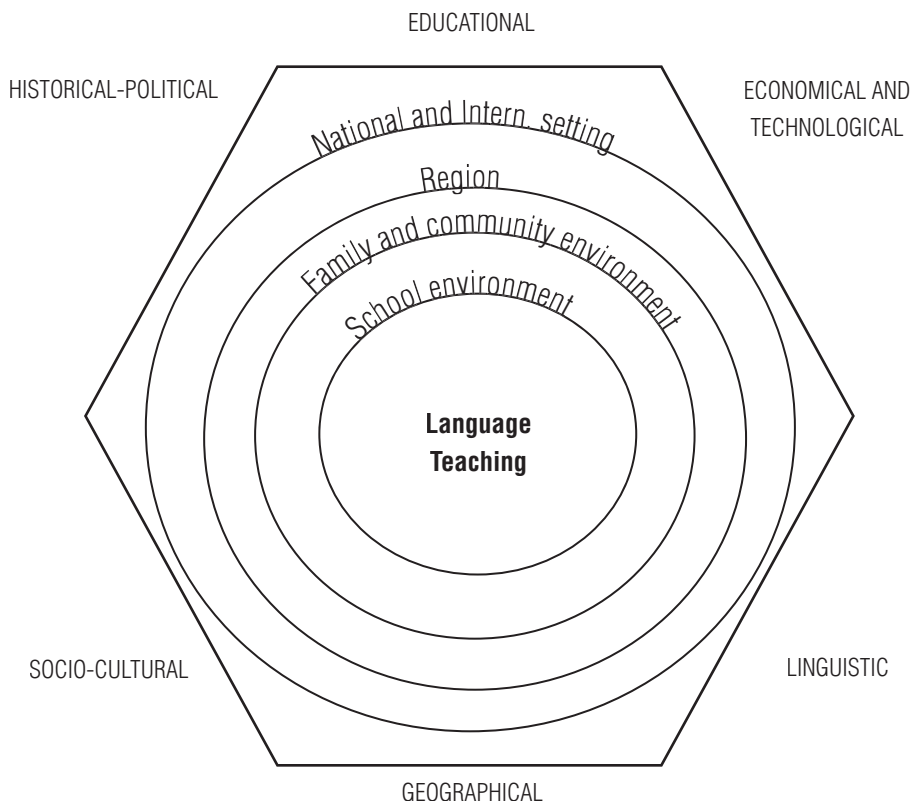 EDUCATIONAL
HISTORICAL-POLITICAL
ECONOMICAL AND
TECHNOLOGICAL
National and Intern. setting
Region
Family and community environment
School environment
Language
Teaching
SOCIO-CULTURAL
LINGUISTIC
GEOGRAPHICAL